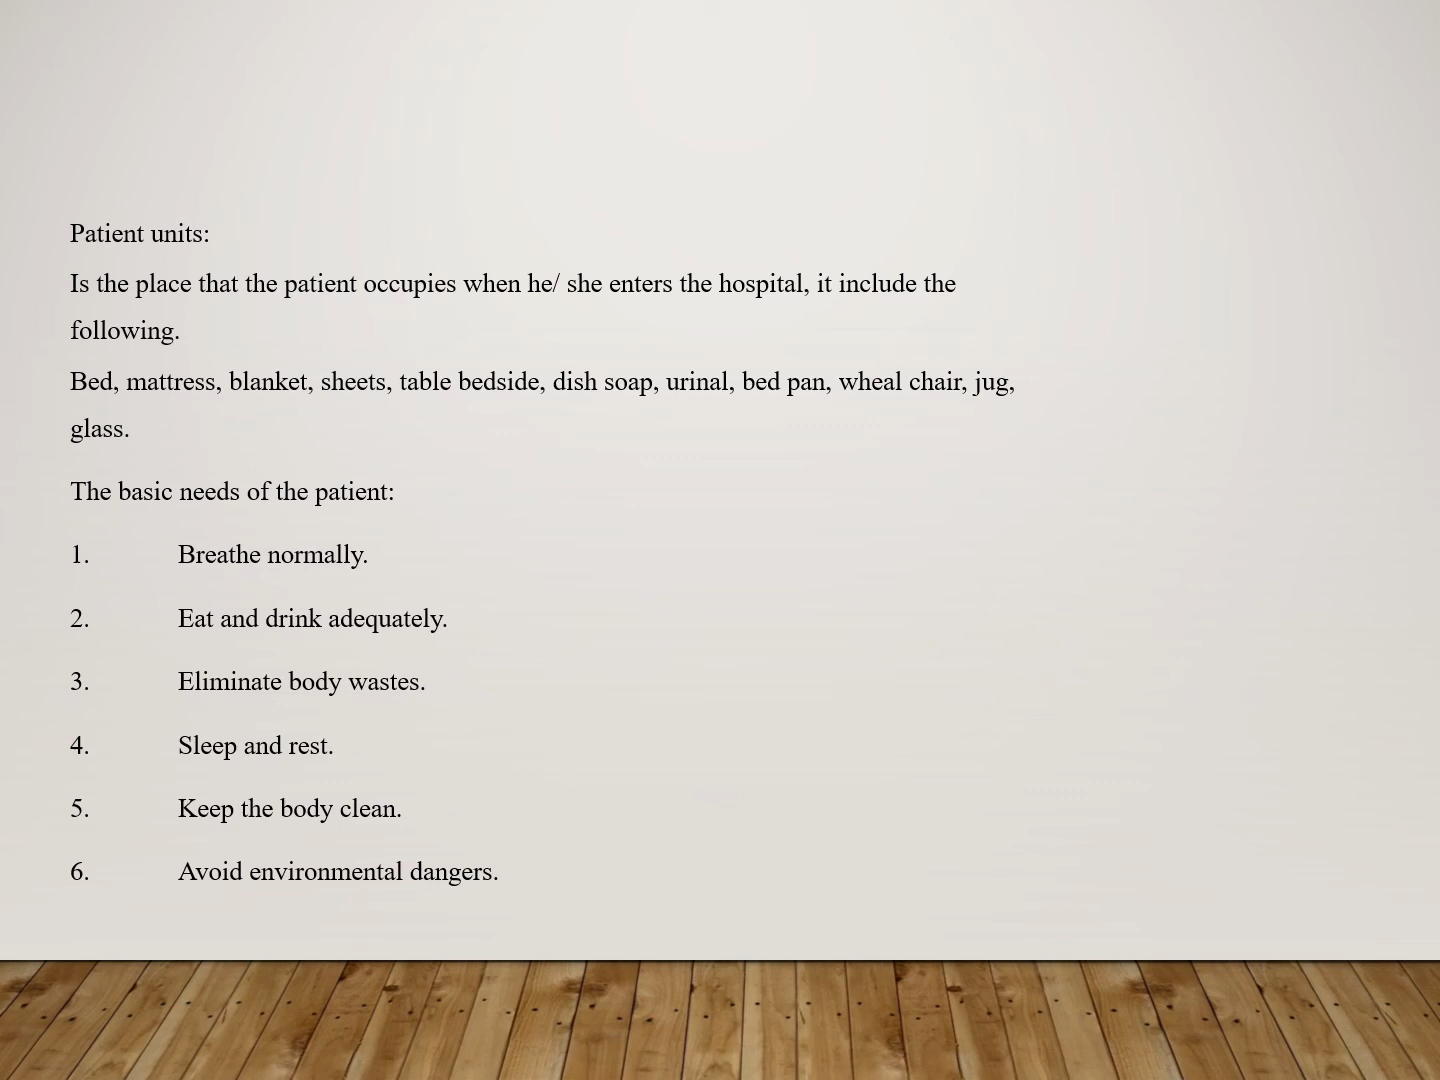 Patient units:
Is the place that the patient occupies when he/ she enters the hospital, it include the
following.
Bed, mattress, blanket, sheets, table bedside, dish soap, urinal, bed pan, wheal chair, jug,
glass.
The basic needs of the patient:
1. Breathe normally.
2. Eat and drink adequately.
3. Eliminate body wastes.
4. Sleep and rest.
5. Keep the body clean.
6. Avoid environmental dangers.